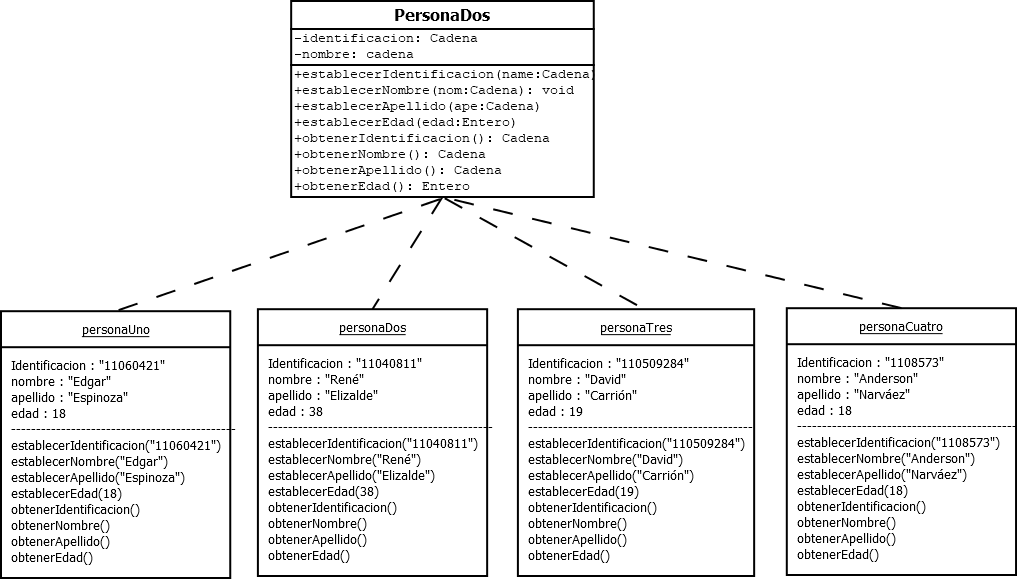 PersonaDos
-identificacion: Cadena
-nombre: cadena
+establecerIdentificacion(name:Cadena)
+establecerNombre(nom:Cadena): void
+establecerApellido(ape:Cadena)
+establecerEdad(edad:Entero)
+obtenerIdentificacion(): Cadena
+obtenerNombre(): Cadena
+obtenerApellido(): Cadena
+obtenerEdad(): Entero
personaUno
Identificacion : "11060421"
nombre : "Edgar"
apellido : "Espinoza"
edad : 18
establecerIdentificacion("11060421")
establecerNombre("Edgar")
establecerApellido("Espinoza")
establecerEdad(18)
obtenerIdentificacion()
obtenerNombre()
obtenerApellido()
obtenerEdad()
personaDos
Identificacion : "11040811"
nombre : "René"
apellido : "Elizalde"
edad : 38
establecerIdentificacion("11040811")
establecerNombre("René")
establecerApellido("Elizalde")
establecerEdad(38)
obtenerIdentificacion()
obtenerNombre()
obtenerApellido()
obtenerEdad()
personaTres
Identificacion : "110509284"
nombre : "David"
apellido : "Carrión"
edad : 19
establecerIdentificacion("110509284")
establecerNombre("David")
establecerApellido("Carrión")
establecerEdad(19)
obtenerIdentificacion()
obtenerNombre()
obtenerApellido()
obtenerEdad()
personaCuatro
Identificacion : "1108573"
nombre : "Anderson"
apellido : "Narváez"
edad : 18
establecerIdentificacion("1108573")
establecerNombre("Anderson")
establecerApellido("Narváez")
establecerEdad(18)
obtenerIdentificacion()
obtenerNombre()
obtenerApellido()
obtenerEdad()